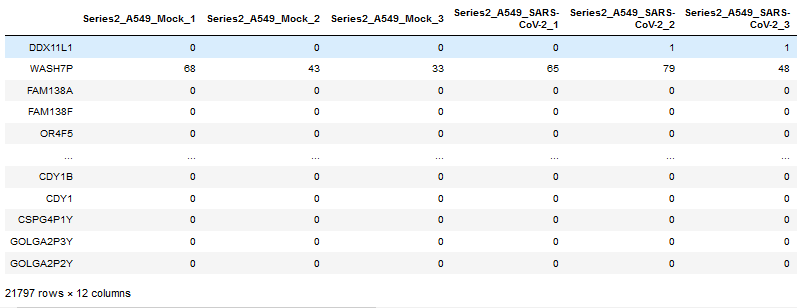 Series2_A549_Mock_1 Series2_A549_Mock_2 Series2_A549_Mock_3 Series2_A549_SARS-CoV-2_1 Series2_A549_SARS-CoV-2_2 Series2_A549_SARS-CoV-2_3
DDX11L1 0 0 0 0 1 1
WASH7P 68 43 33 65 79 48
FAM138A 0 0 0 0 0 0
FAM138F 0 0 0 0 0 0
OR4F5 0 0 0 0 0 0
... ... ... ... ... ... ...
CDY1B 0 0 0 0 0 0
CDY1 0 0 0 0 0 0
CSPG4P1Y 0 0 0 0 0 0
GOLGA2P3Y 0 0 0 0 0 0
GOLGA2P2Y 0 0 0 0 0 0
21797 rows × 12 columns